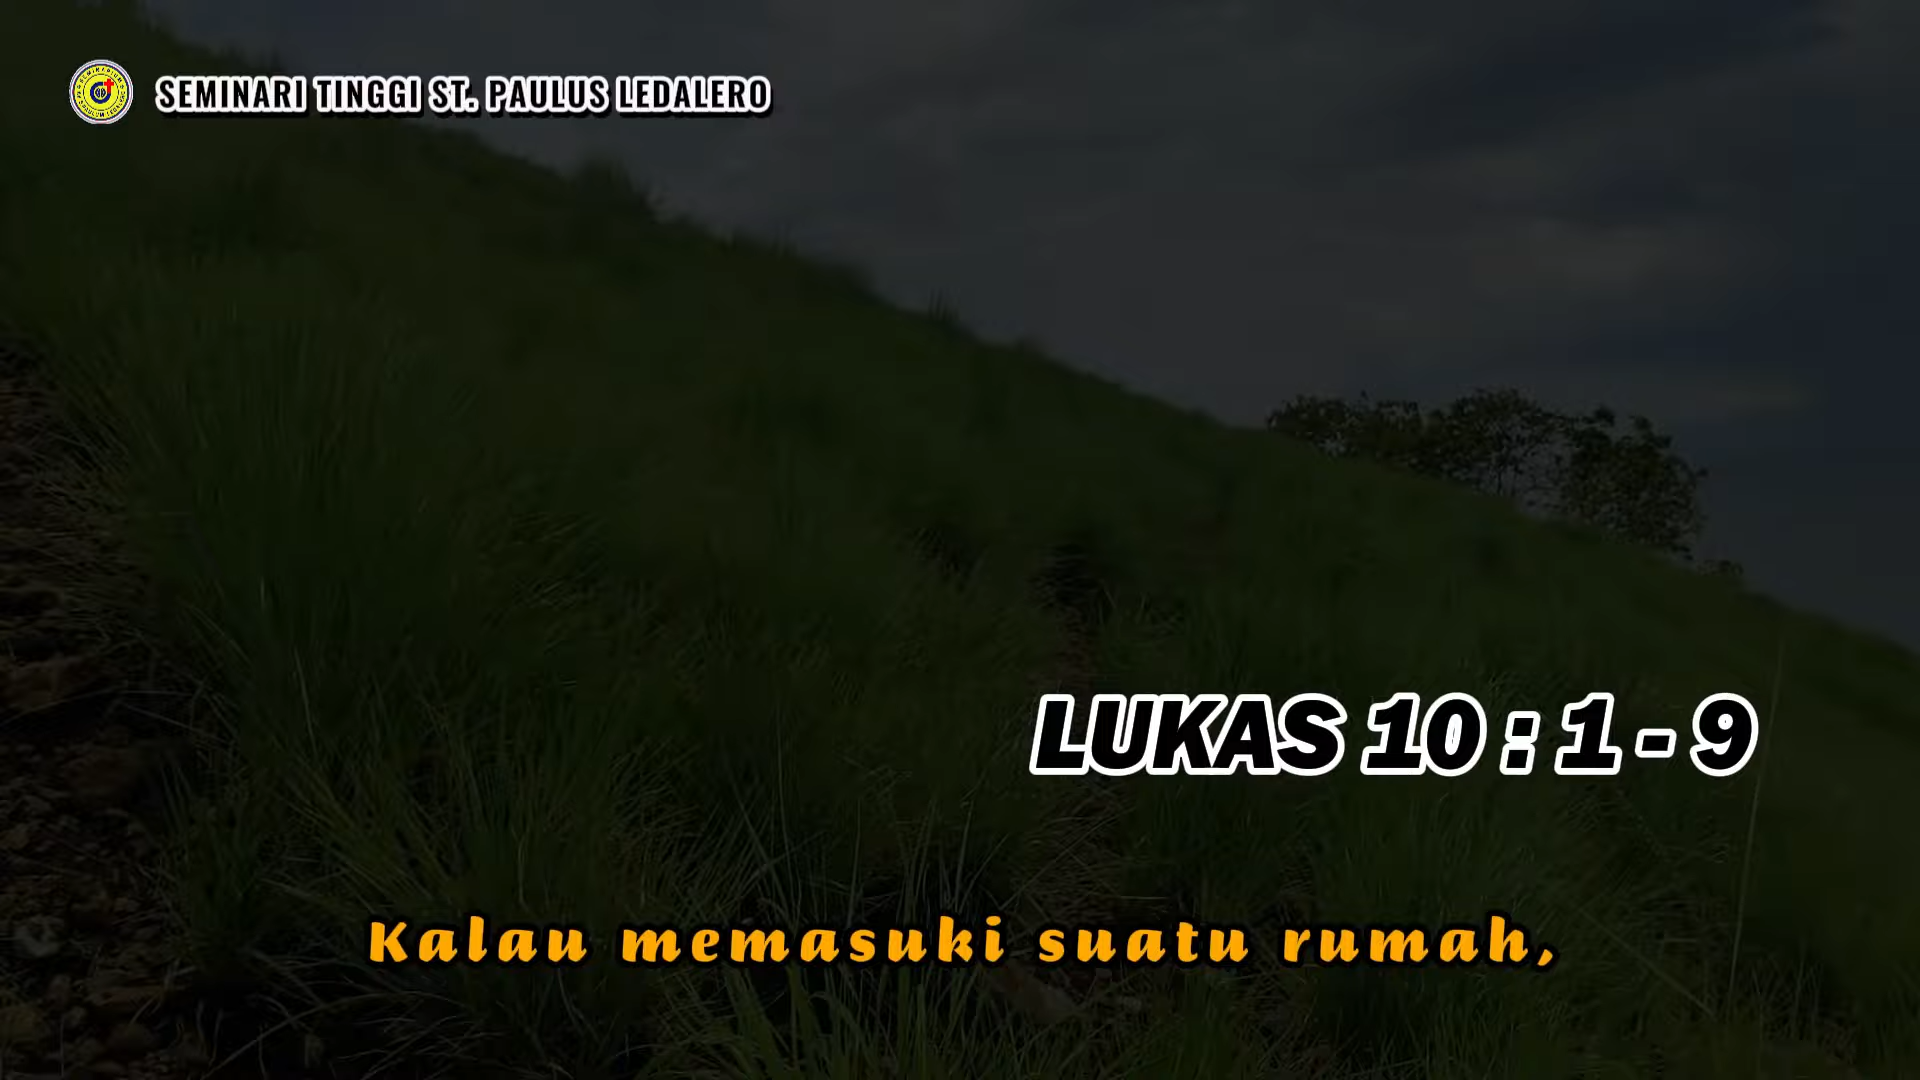 SEMINARI TINGGI ST. PAULUS LEDALERO
LUKAS 10 : 1 - 9
Kalau memasuki suatu rumah,